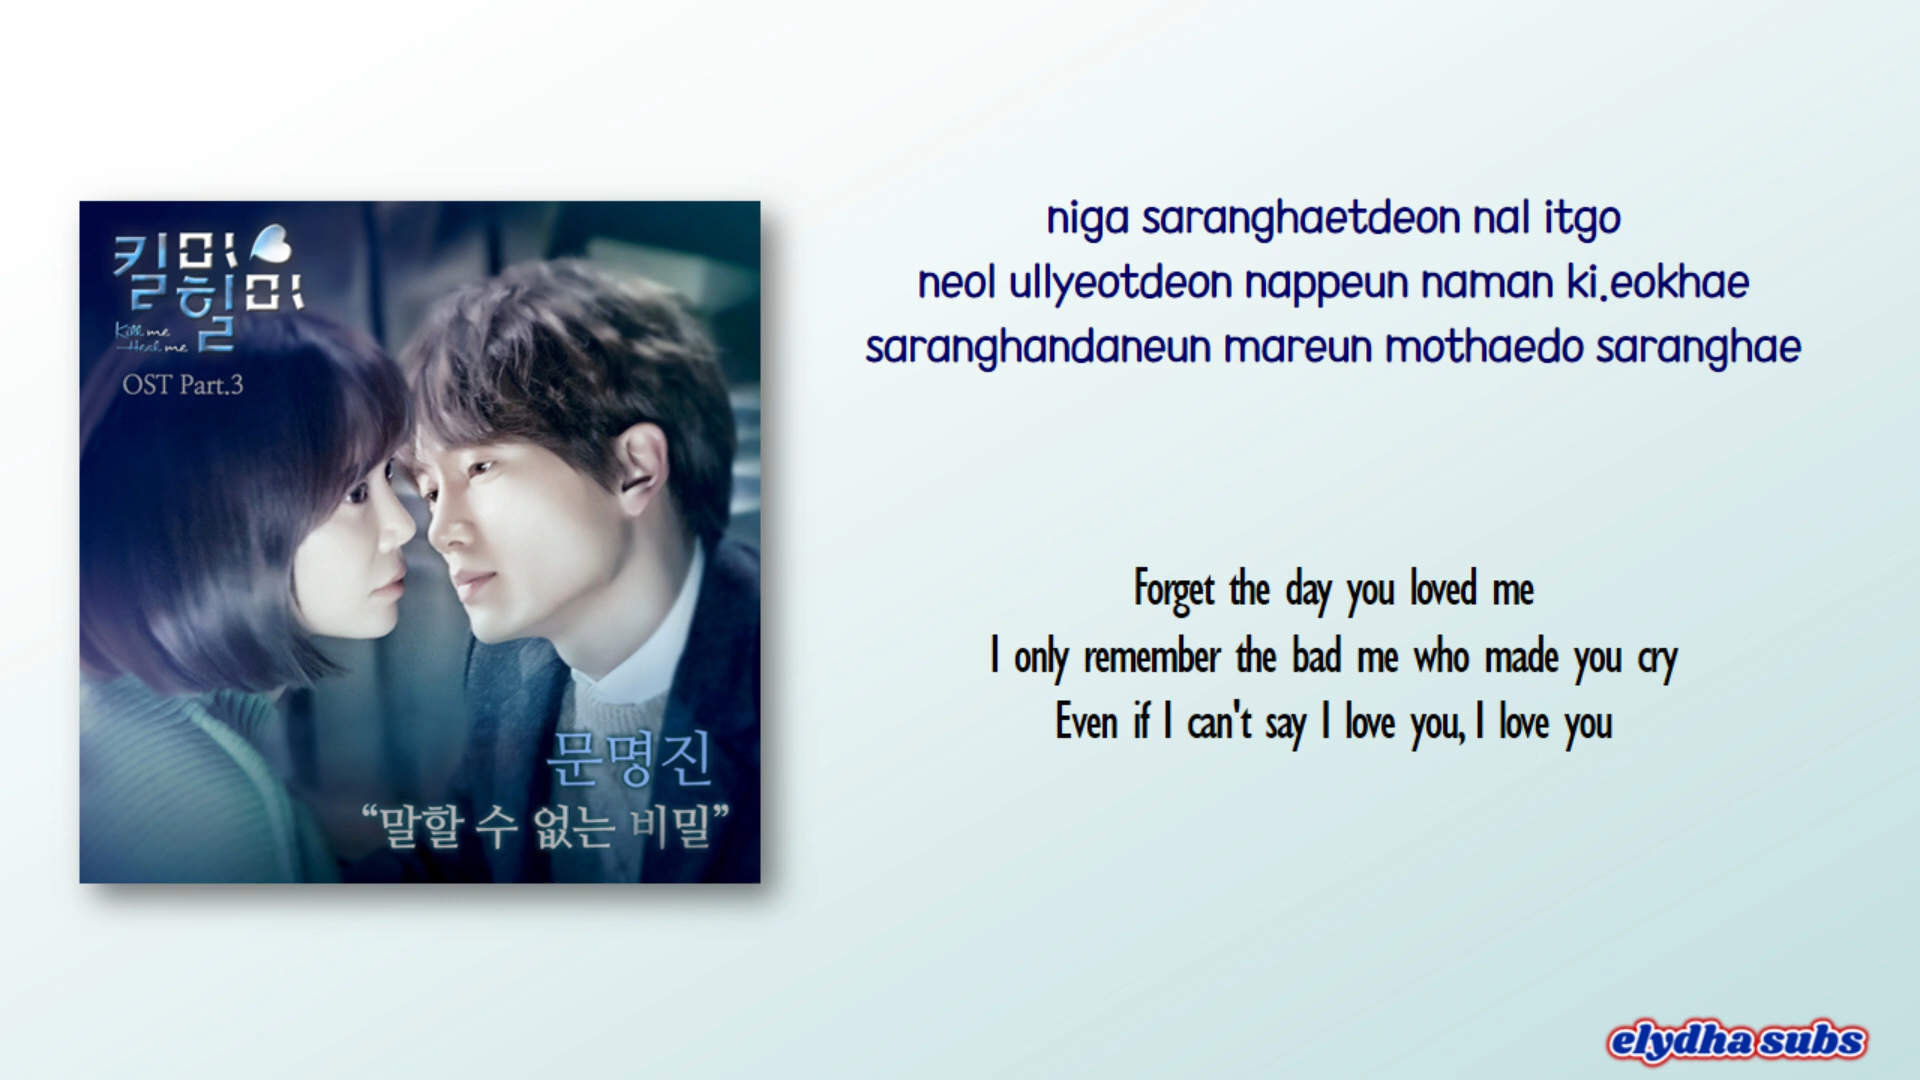 킬미
힐미
Kill me
Heal me
OST Part.3
문명진
“말할 수 없는 비밀”
niga saranghaetdeon nal itgo
neol ullyeotdeon nappeun naman ki.eokhae
saranghandaneun mareun mothaedo saranghae
Forget the day you loved me
I only remember the bad me who made you cry
Even if I can't say I love you, I love you
elydha subs